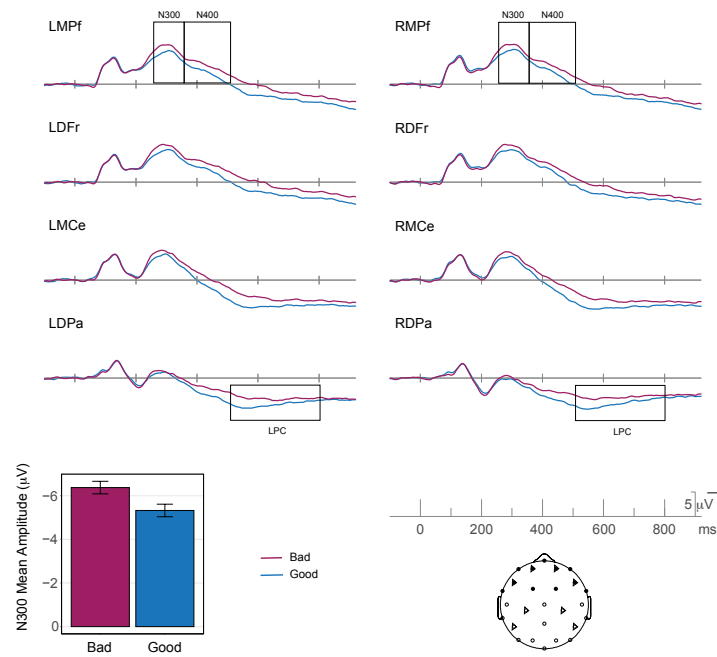 N300 N400
LMPf
N300 N400
RMPf
LDFr
RDFr
LMCe
RMCe
LDPa
RDPa
LPC
LPC
N300 Mean Amplitude (μV)
−6
−4
−2
0
Bad
Good
Bad
Good
5 μV
0 200 400 600 800 ms